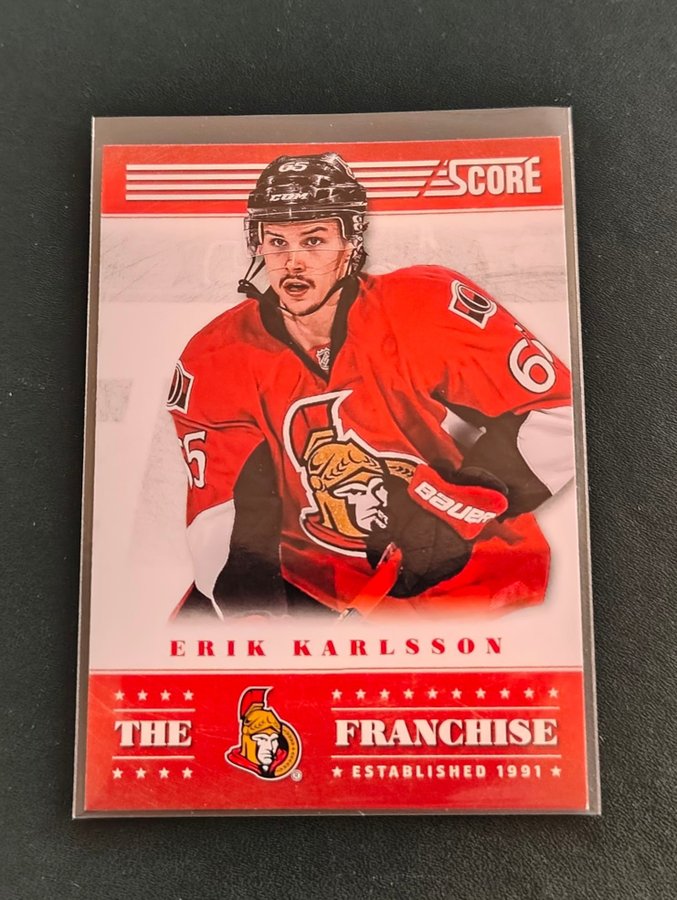 SCORE
65
CCM
65
65
BAUER
ERIK KARLSSON
THE FRANCHISE
ESTABLISHED 1991